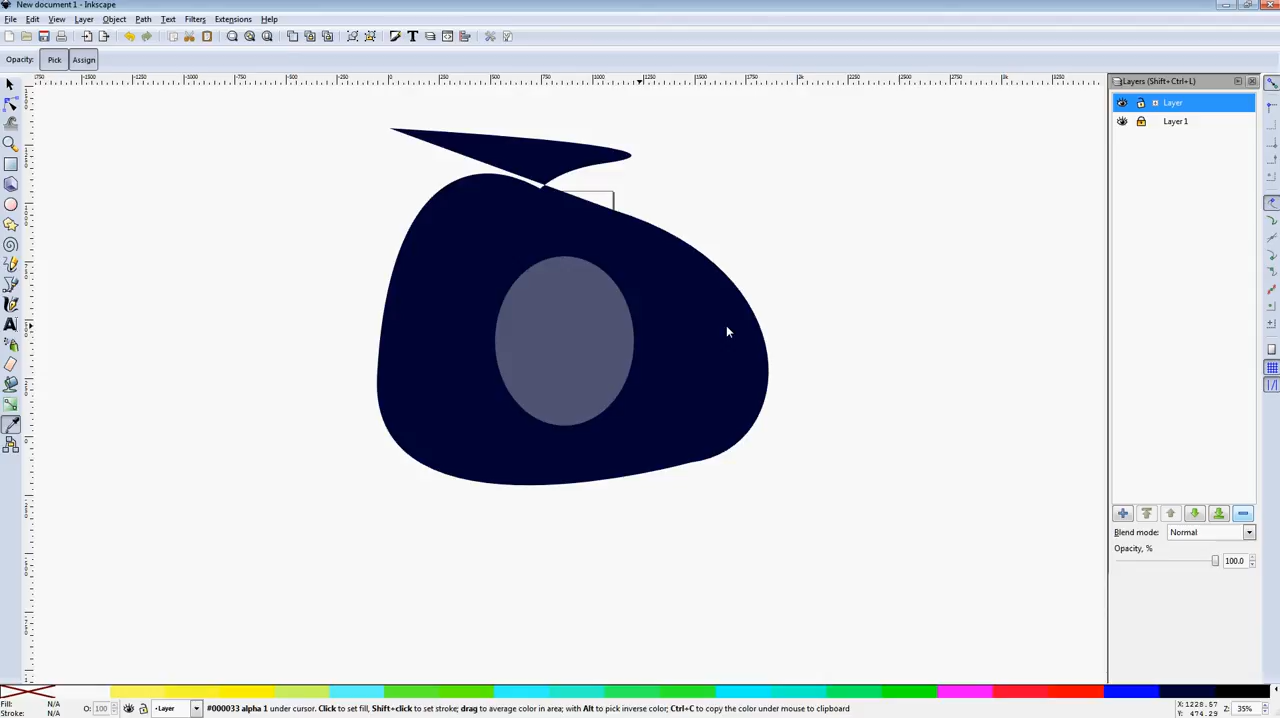 New document 1 - Inkscape
File Edit View Layer Object Path Text Filters Extensions Help
Opacity: Pick Assign
Layers (Shift+Ctrl+L)
Layer
Layer 1
Blend mode: Normal
Opacity, %
100.0
Fill: N/A
Stroke: N/A
O: 100
Layer
#000033 alpha 1 under cursor. Click to set fill, Shift+click to set stroke; drag to average color in area; with Alt to pick inverse color; Ctrl+C to copy the color under mouse to clipboard
X: 1228.57
Y: 474.29
Z: 35%